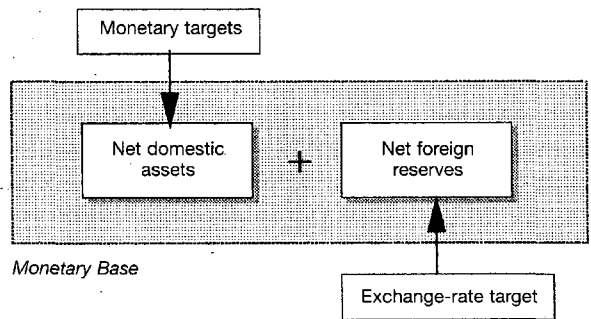 Monetary targets
Net domestic
assets
+
Net foreign
reserves
Monetary Base
Exchange-rate target